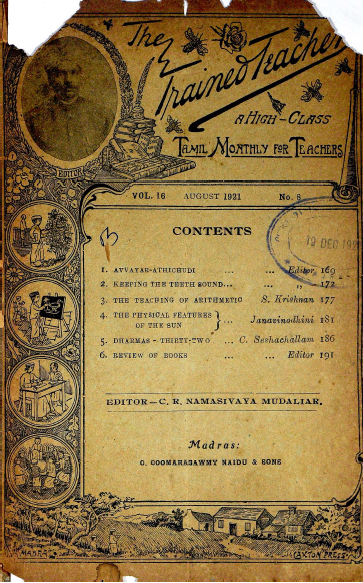 The
Trained Teacher
A HIGH-CLASS
TAMIL MONTHLY FOR TEACHERS
EDITOR
VOL. 16 AUGUST 1921 No. 8
CONTENTS
1. AVVAYAR-ATHICHUDI ... ... Editor 169
2. KEEPING THE TEETH SOUND... ... ,, 172
3. THE TEACHING OF ARITHMETIC S. Krishnan 177
4. THE PHYSICAL FEATURES OF THE SUN } ... Janavinodhini 181
5. DHARMAS - THIRTY-TWO ... C. Seshachallam 186
6. REVIEW OF BOOKS ... Editor 191
EDITOR—C. R. NAMASIVAYA MUDALIAR.
Madras:
C. COOMARASAWMY NAIDU & SONS
MADRAS
CAXTON PRESS
DEC